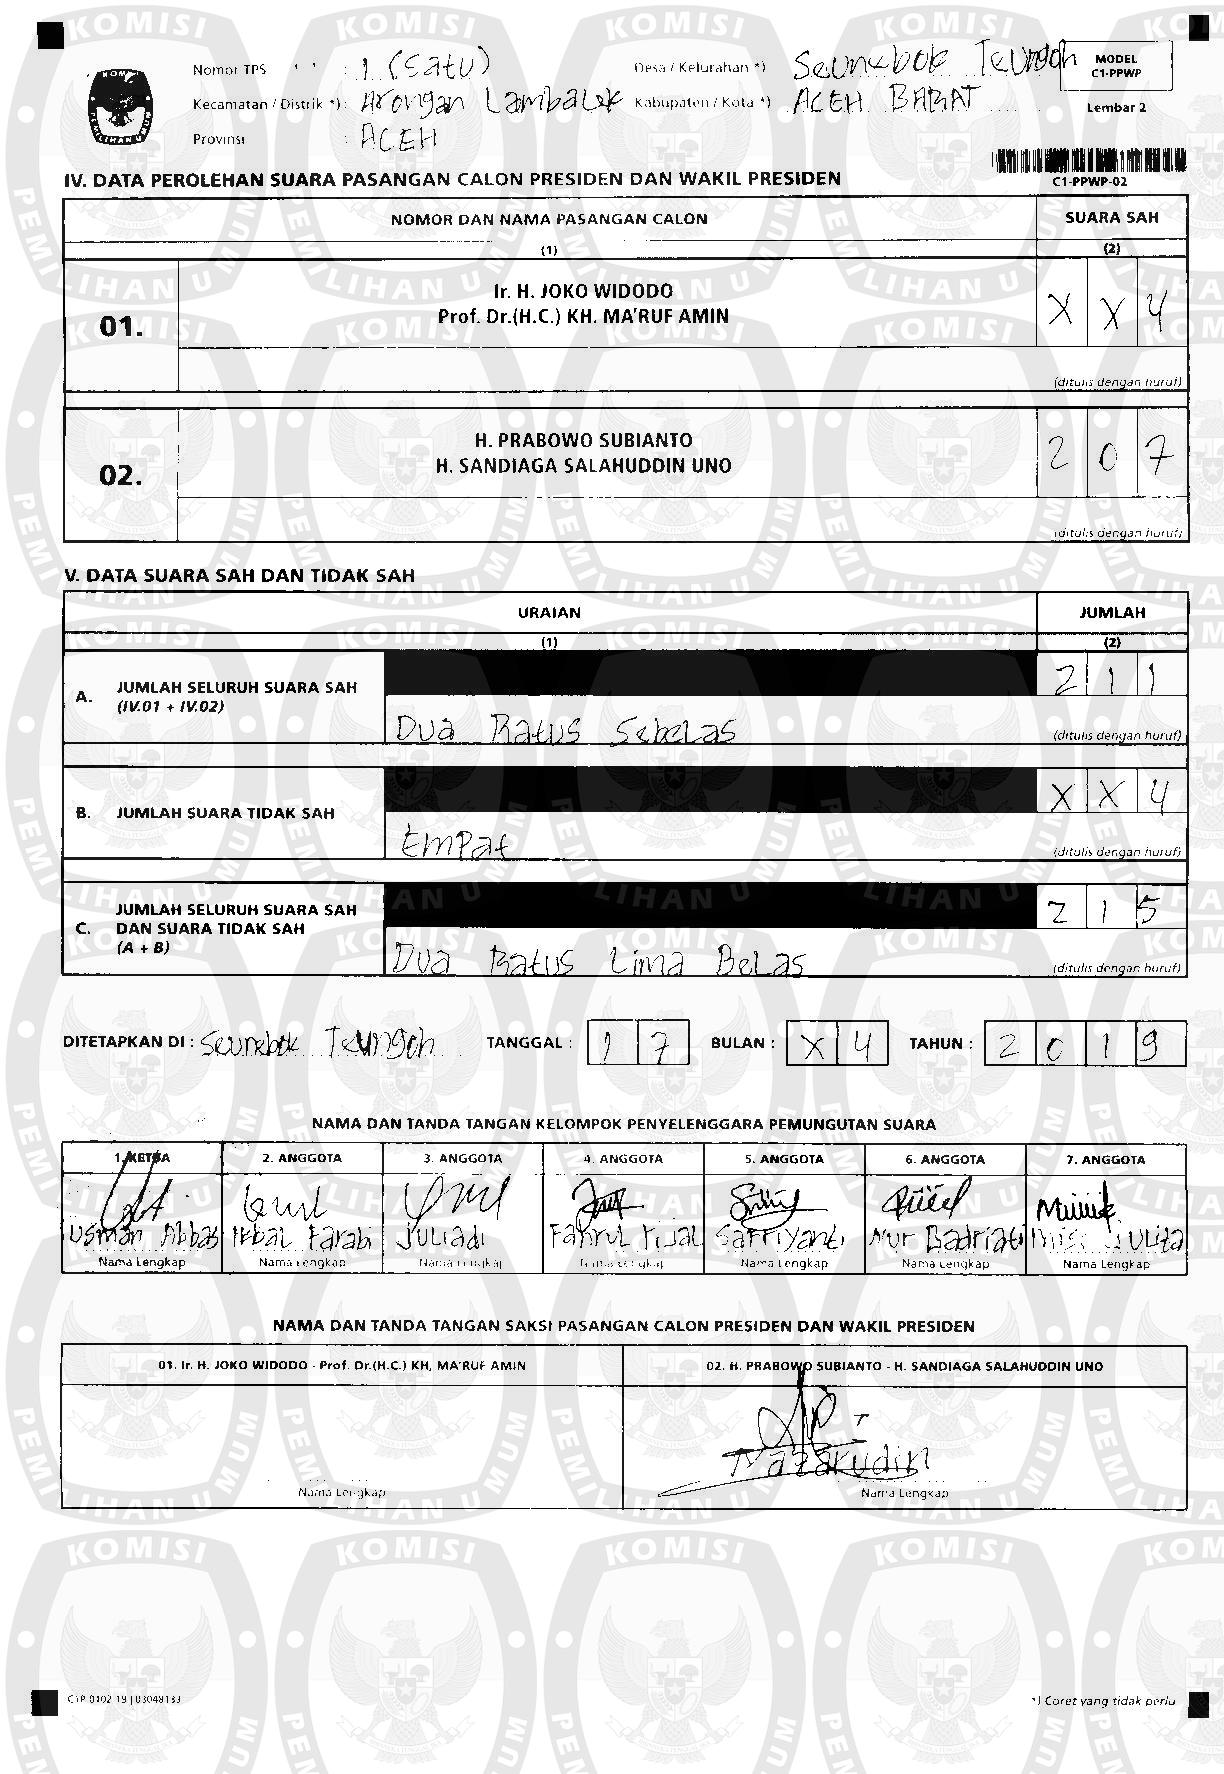 Nomor TPS : 1 (Satu) Desa / Kelurahan *) Seunebok Teungoh MODEL C1-PPWP
Kecamatan / Distrik *) : Arongan Lambalek Kabupaten / Kota *) ACEH BARAT Lembar 2
Provinsi : ACEH
IV. DATA PEROLEHAN SUARA PASANGAN CALON PRESIDEN DAN WAKIL PRESIDEN C1-PPWP-02
NOMOR DAN NAMA PASANGAN CALON SUARA SAH
(1) (2)
01. Ir. H. JOKO WIDODO
Prof. Dr.(H.C.) KH. MA'RUF AMIN X X 4
(ditulis dengan huruf)
02. H. PRABOWO SUBIANTO
H. SANDIAGA SALAHUDDIN UNO 2 0 7
(ditulis dengan huruf)
V. DATA SUARA SAH DAN TIDAK SAH
URAIAN JUMLAH
(1) (2)
A. JUMLAH SELURUH SUARA SAH
(IV.01 + IV.02) 2 1 1
Dua Ratus Sebelas (ditulis dengan huruf)
B. JUMLAH SUARA TIDAK SAH X X 4
Empat (ditulis dengan huruf)
C. JUMLAH SELURUH SUARA SAH
DAN SUARA TIDAK SAH
(A + B) 2 1 5
Dua Ratus Lima Belas (ditulis dengan huruf)
DITETAPKAN DI : Seunebok Teungoh TANGGAL : 1 7 BULAN : X 4 TAHUN : 2 0 1 9
NAMA DAN TANDA TANGAN KELOMPOK PENYELENGGARA PEMUNGUTAN SUARA
1. KETUA 2. ANGGOTA 3. ANGGOTA 4. ANGGOTA 5. ANGGOTA 6. ANGGOTA 7. ANGGOTA
Usman Abbas Ikbal Farabi Juliadi Fahrul Rijal Safriyanti Nur Badriati Misi Julita
Nama Lengkap Nama Lengkap Nama Lengkap Nama Lengkap Nama Lengkap Nama Lengkap Nama Lengkap
NAMA DAN TANDA TANGAN SAKSI PASANGAN CALON PRESIDEN DAN WAKIL PRESIDEN
01. Ir. H. JOKO WIDODO - Prof. Dr.(H.C.) KH, MA'RUF AMIN 02. H. PRABOWO SUBIANTO - H. SANDIAGA SALAHUDDIN UNO
Nazarudin
Nama Lengkap Nama Lengkap
*) Coret yang tidak perlu